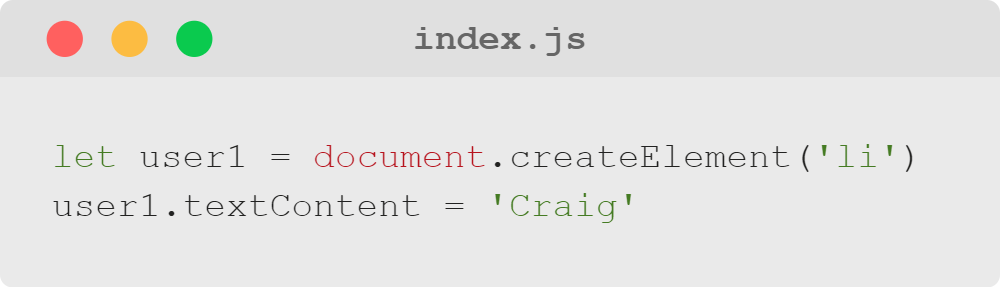 index.js
let user1 = document.createElement('li')
user1.textContent = 'Craig'